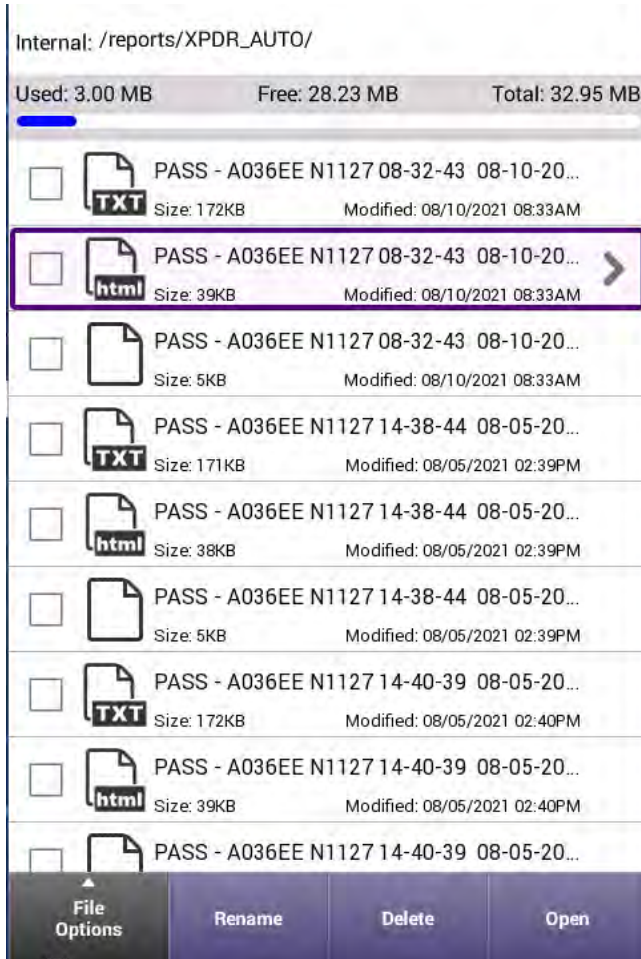 Internal: /reports/XPDR_AUTO/
Used: 3.00 MB Free: 28.23 MB Total: 32.95 MB
PASS - A036EE N1127 08-32-43 08-10-20...
TXT Size: 172KB Modified: 08/10/2021 08:33AM
PASS - A036EE N1127 08-32-43 08-10-20...
html Size: 39KB Modified: 08/10/2021 08:33AM
PASS - A036EE N1127 08-32-43 08-10-20...
Size: 5KB Modified: 08/10/2021 08:33AM
PASS - A036EE N1127 14-38-44 08-05-20...
TXT Size: 171KB Modified: 08/05/2021 02:39PM
PASS - A036EE N1127 14-38-44 08-05-20...
html Size: 38KB Modified: 08/05/2021 02:39PM
PASS - A036EE N1127 14-38-44 08-05-20...
Size: 5KB Modified: 08/05/2021 02:39PM
PASS - A036EE N1127 14-40-39 08-05-20...
TXT Size: 172KB Modified: 08/05/2021 02:40PM
PASS - A036EE N1127 14-40-39 08-05-20...
html Size: 39KB Modified: 08/05/2021 02:40PM
PASS - A036EE N1127 14-40-39 08-05-20...
File Options Rename Delete Open